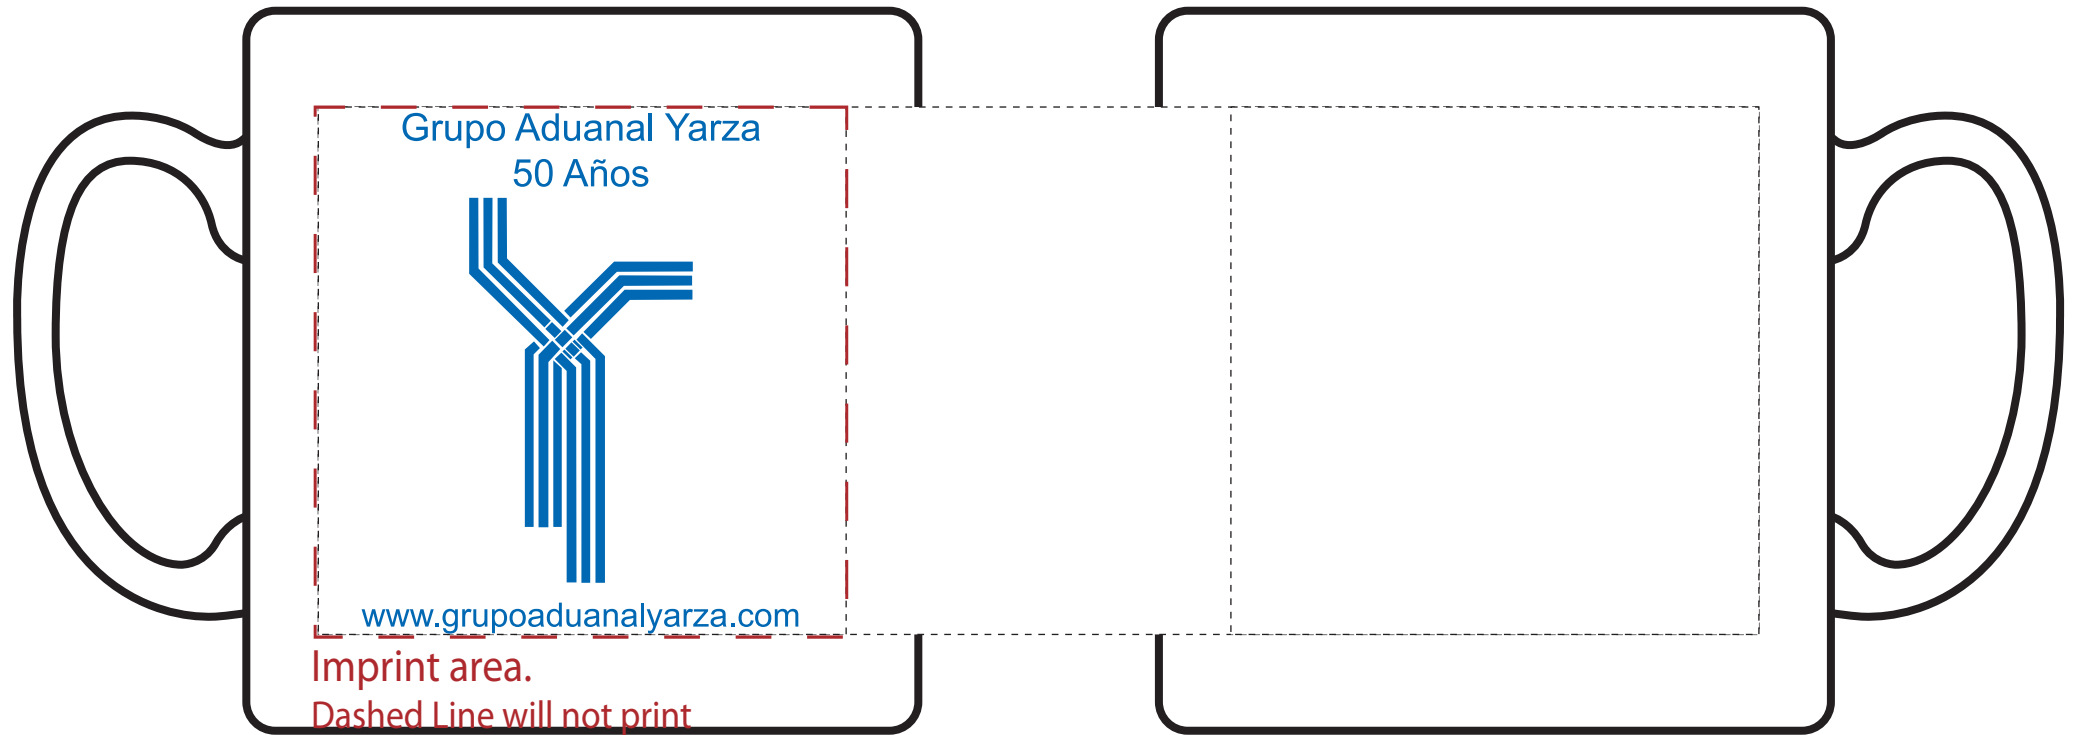 Grupo Aduanal Yarza
50 Años
www.grupoaduanalyarza.com
Imprint area.
Dashed Line will not print